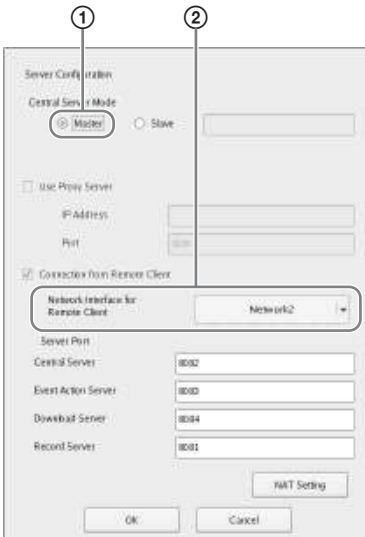 ① ②
Server Configuration
Central Server Mode
Master Slave
Use Proxy Server
IP Address
Port
Connection from Remote Client
Network Interface for
Remote Client
Network2
Server Port
Central Server 8082
Event Action Server 8083
Download Server 8084
Record Server 8081
NAT Setting
OK Cancel